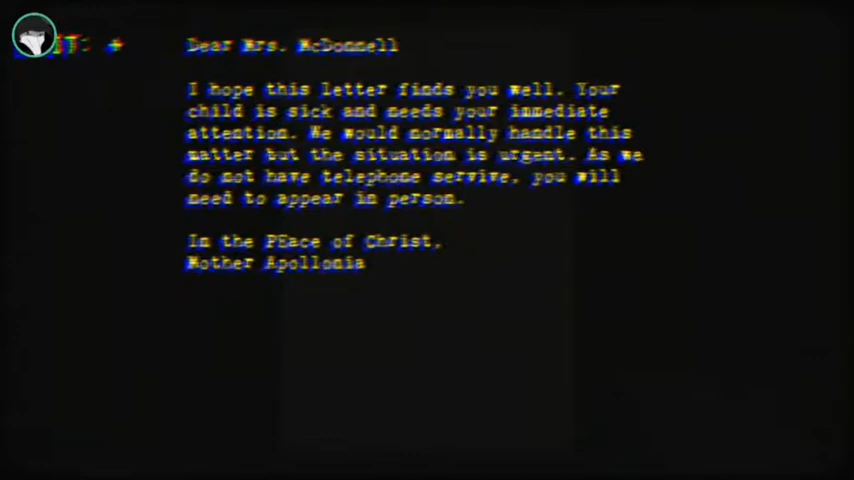 Dear Mrs. McDonnell
I hope this letter finds you well. Your
child is sick and needs your immediate
attention. We would normally handle this
matter but the situation is urgent. As we
do not have telephone servive, you will
need to appear in person.
In the PEace of Christ,
Mother Apollonia